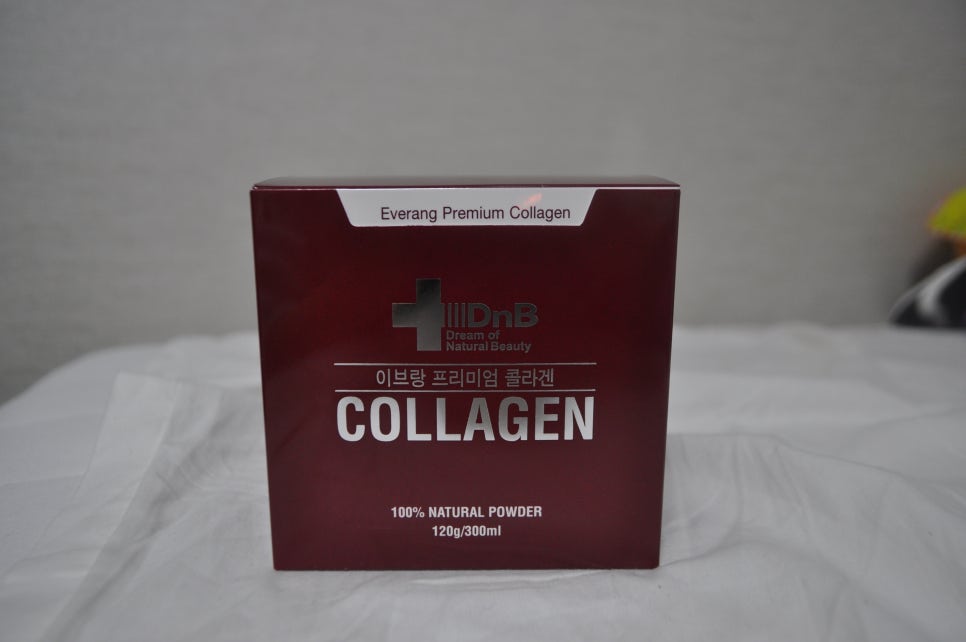 Everang Premium Collagen
DnB
Dream of
Natural Beauty
이브랑 프리미엄 콜라겐
COLLAGEN
100% NATURAL POWDER
120g/300ml